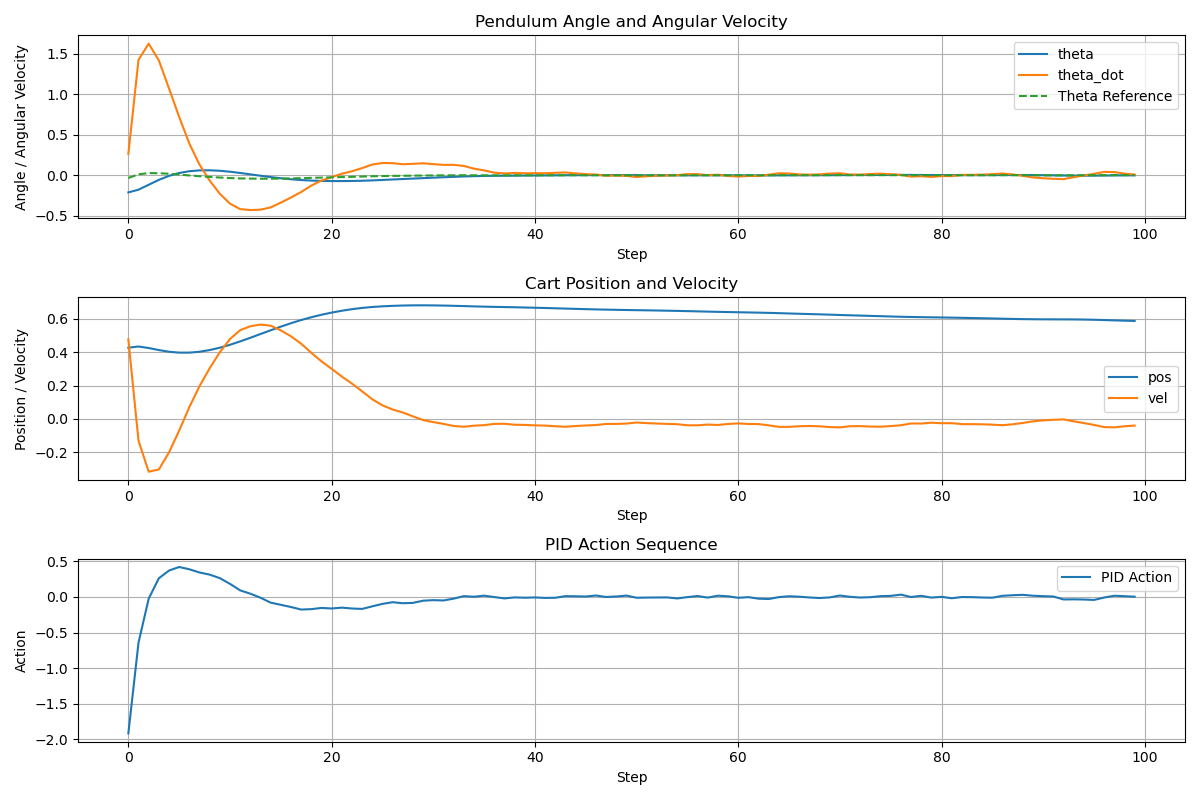 Pendulum Angle and Angular Velocity
Angle / Angular Velocity
1.5
1.0
0.5
0.0
−0.5
theta
theta_dot
Theta Reference
0 20 40 60 80 100
Step
Cart Position and Velocity
Position / Velocity
0.6
0.4
0.2
0.0
−0.2
pos
vel
0 20 40 60 80 100
Step
PID Action Sequence
Action
0.5
0.0
−0.5
−1.0
−1.5
−2.0
PID Action
0 20 40 60 80 100
Step